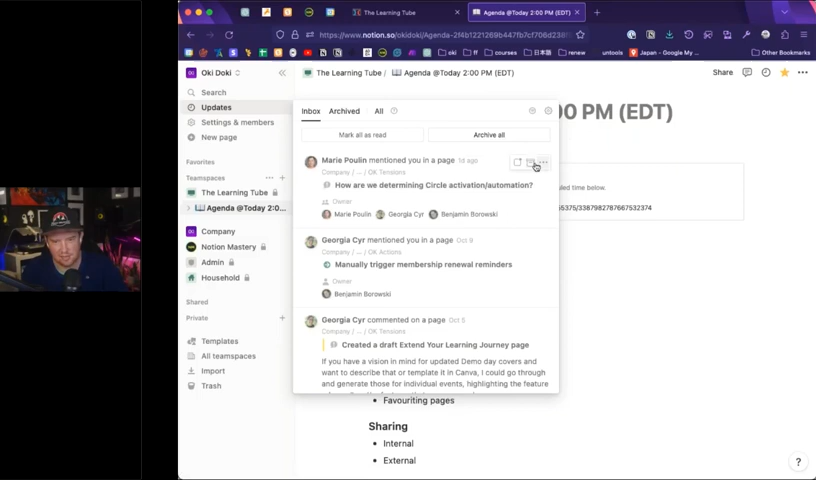 The Learning Tube
Agenda @Today 2:00 PM (EDT)
https://www.notion.so/okidoki/Agenda-2f4b1221269b447fb7cf706d238
oki
ff
courses
日本語
renew
untools
Japan - Google My ...
Other Bookmarks
Oki Doki
The Learning Tube / Agenda @Today 2:00 PM (EDT)
Share
Search
Updates
Settings & members
New page
Favorites
Teamspaces
The Learning Tube
Agenda @Today 2:0...
Company
Notion Mastery
Admin
Household
Shared
Private
Templates
All teamspaces
Import
Trash
Inbox
Archived
All
Mark all as read
Archive all
Marie Poulin mentioned you in a page 1d ago
Company / ... / OK Tensions
How are we determining Circle activation/automation?
Owner
Marie Poulin Georgia Cyr Benjamin Borowski
Georgia Cyr mentioned you in a page Oct 9
Company / ... / OK Actions
Manually trigger membership renewal reminders
Owner
Benjamin Borowski
Georgia Cyr commented on a page Oct 5
Company / ... / OK Tensions
Created a draft Extend Your Learning Journey page
If you have a vision in mind for updated Demo day covers and
want to describe that or template it in Canva, I could go through
and generate those for individual events, highlighting the feature
00 PM (EDT)
uled time below.
55375/33879827876675 32374
Favouriting pages
Sharing
Internal
External